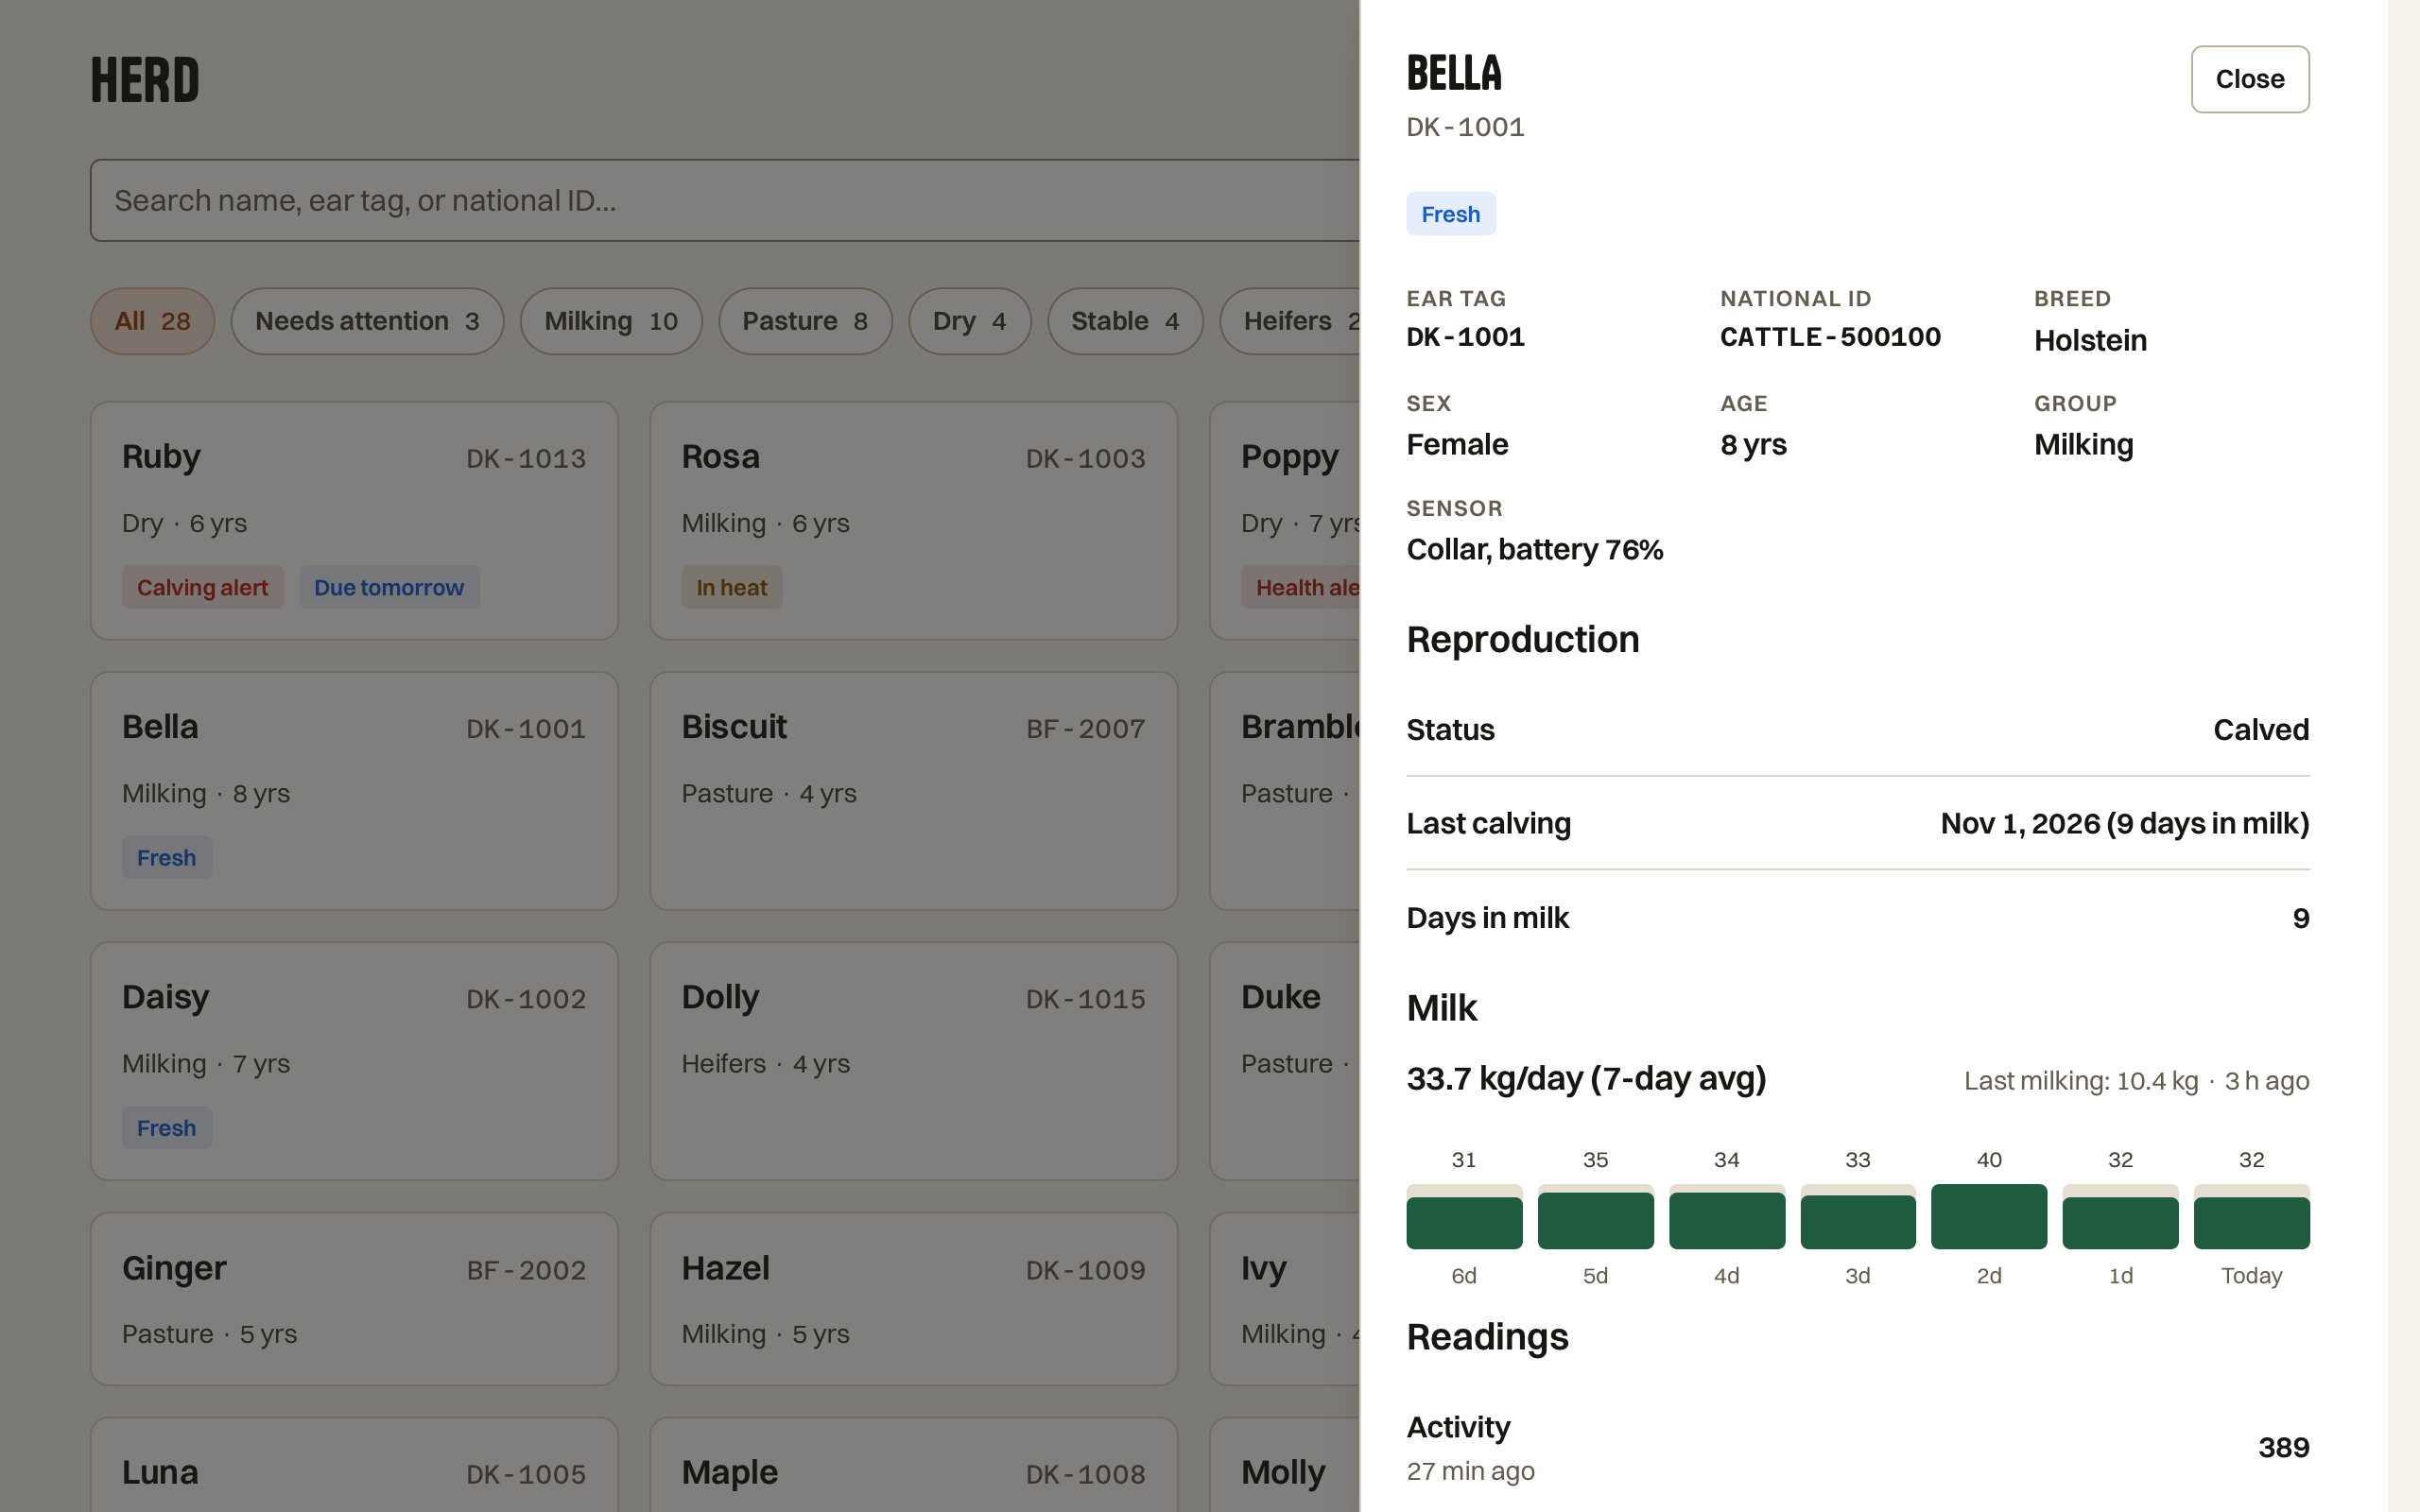 HERD
Search name, ear tag, or national ID...
All 28 Needs attention 3 Milking 10 Pasture 8 Dry 4 Stable 4 Heifers 2
Ruby DK-1013
Dry · 6 yrs
Calving alert Due tomorrow
Rosa DK-1003
Milking · 6 yrs
In heat
Poppy
Dry · 7 yrs
Health ale
Bella DK-1001
Milking · 8 yrs
Fresh
Biscuit BF-2007
Pasture · 4 yrs
Bramble
Pasture ·
Daisy DK-1002
Milking · 7 yrs
Fresh
Dolly DK-1015
Heifers · 4 yrs
Duke
Pasture ·
Ginger BF-2002
Pasture · 5 yrs
Hazel DK-1009
Milking · 5 yrs
Ivy
Milking · 4
Luna DK-1005
Maple DK-1008
Molly
BELLA
Close
DK-1001
Fresh
EAR TAG NATIONAL ID BREED
DK-1001 CATTLE-500100 Holstein
SEX AGE GROUP
Female 8 yrs Milking
SENSOR
Collar, battery 76%
Reproduction
Status Calved
Last calving Nov 1, 2026 (9 days in milk)
Days in milk 9
Milk
33.7 kg/day (7-day avg) Last milking: 10.4 kg · 3 h ago
31 35 34 33 40 32 32
6d 5d 4d 3d 2d 1d Today
Readings
Activity 389
27 min ago